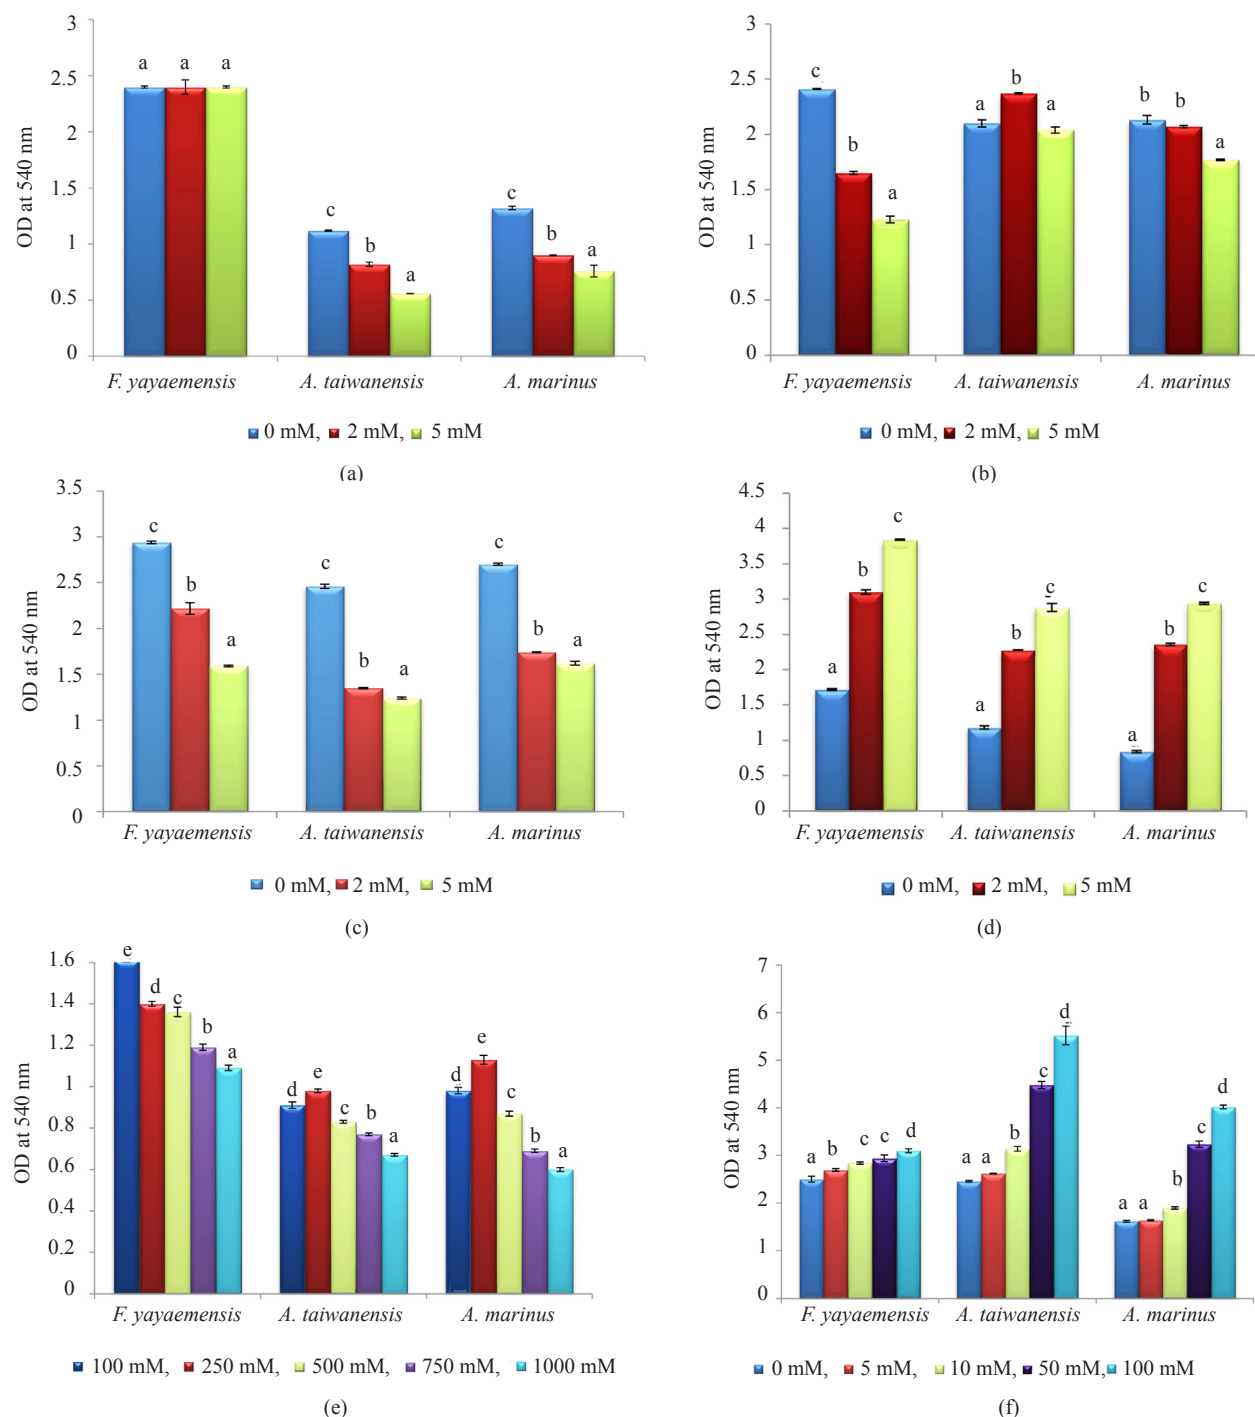 3
2.5
2
1.5
1
0.5
0
OD at 540 nm
a a a
c b a
c b a
F. yayaemensis A. taiwanensis A. marinus
0 mM, 2 mM, 5 mM
(a)
3
2.5
2
1.5
1
0.5
0
OD at 540 nm
c b a
a b a
b b a
F. yayaemensis A. taiwanensis A. marinus
0 mM, 2 mM, 5 mM
(b)
3.5
3
2.5
2
1.5
1
0.5
0
OD at 540 nm
c b a
c b a
c b a
F. yayaemensis A. taiwanensis A. marinus
0 mM, 2 mM, 5 mM
(c)
4.5
4
3.5
3
2.5
2
1.5
1
0.5
0
OD at 540 nm
a b c
a b c
a b c
F. yayaemensis A. taiwanensis A. marinus
0 mM, 2 mM, 5 mM
(d)
1.6
1.4
1.2
1
0.8
0.6
0.4
0.2
0
OD at 540 nm
e d c b a
d e c b a
d e c b a
F. yayaemensis A. taiwanensis A. marinus
100 mM, 250 mM, 500 mM, 750 mM, 1000 mM
(e)
7
6
5
4
3
2
1
0
OD at 540 nm
a b c c d
a a b c d
a a b c d
F. yayaemensis A. taiwanensis A. marinus
0 mM, 5 mM, 10 mM, 50 mM, 100 mM
(f)